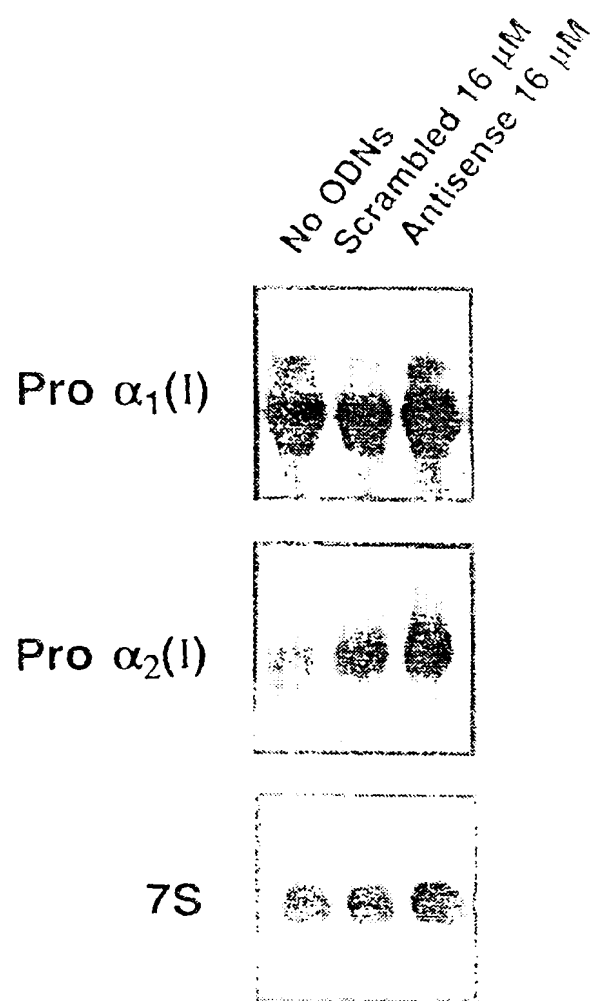 No ODNs
Scrambled 16 μM
Antisense 16 μM
Pro α₁(I)
Pro α₂(I)
7S